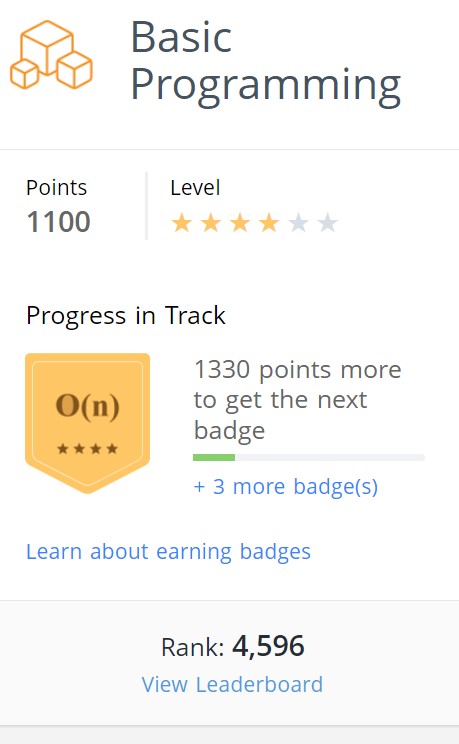 Basic
Programming
Points
Level
1100
Progress in Track
O(n)
1330 points more
to get the next
badge
+ 3 more badge(s)
Learn about earning badges
Rank: 4,596
View Leaderboard